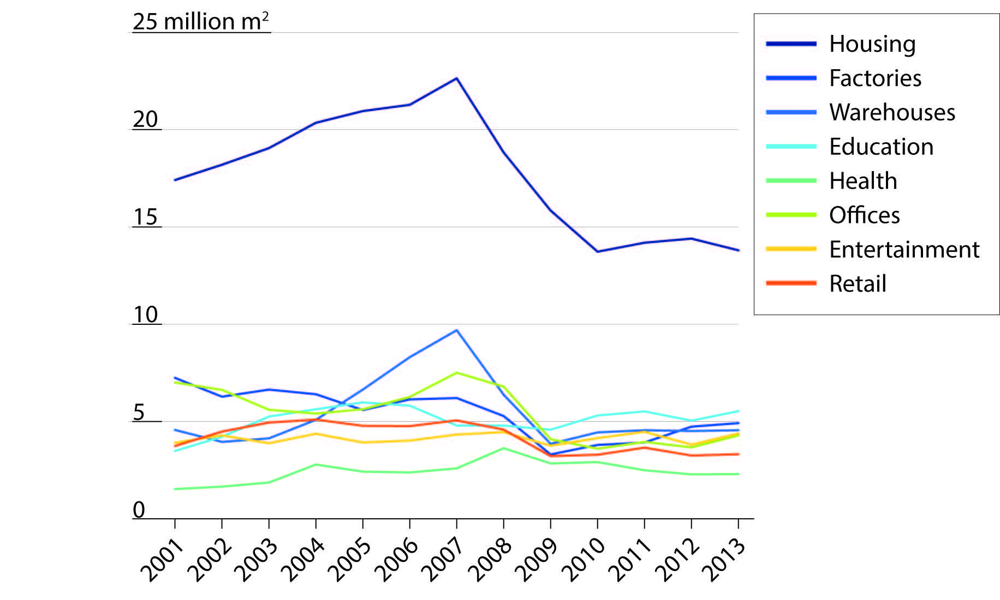 25 million m²
20
15
10
5
0
2001
2002
2003
2004
2005
2006
2007
2008
2009
2010
2011
2012
2013
Housing
Factories
Warehouses
Education
Health
Offices
Entertainment
Retail